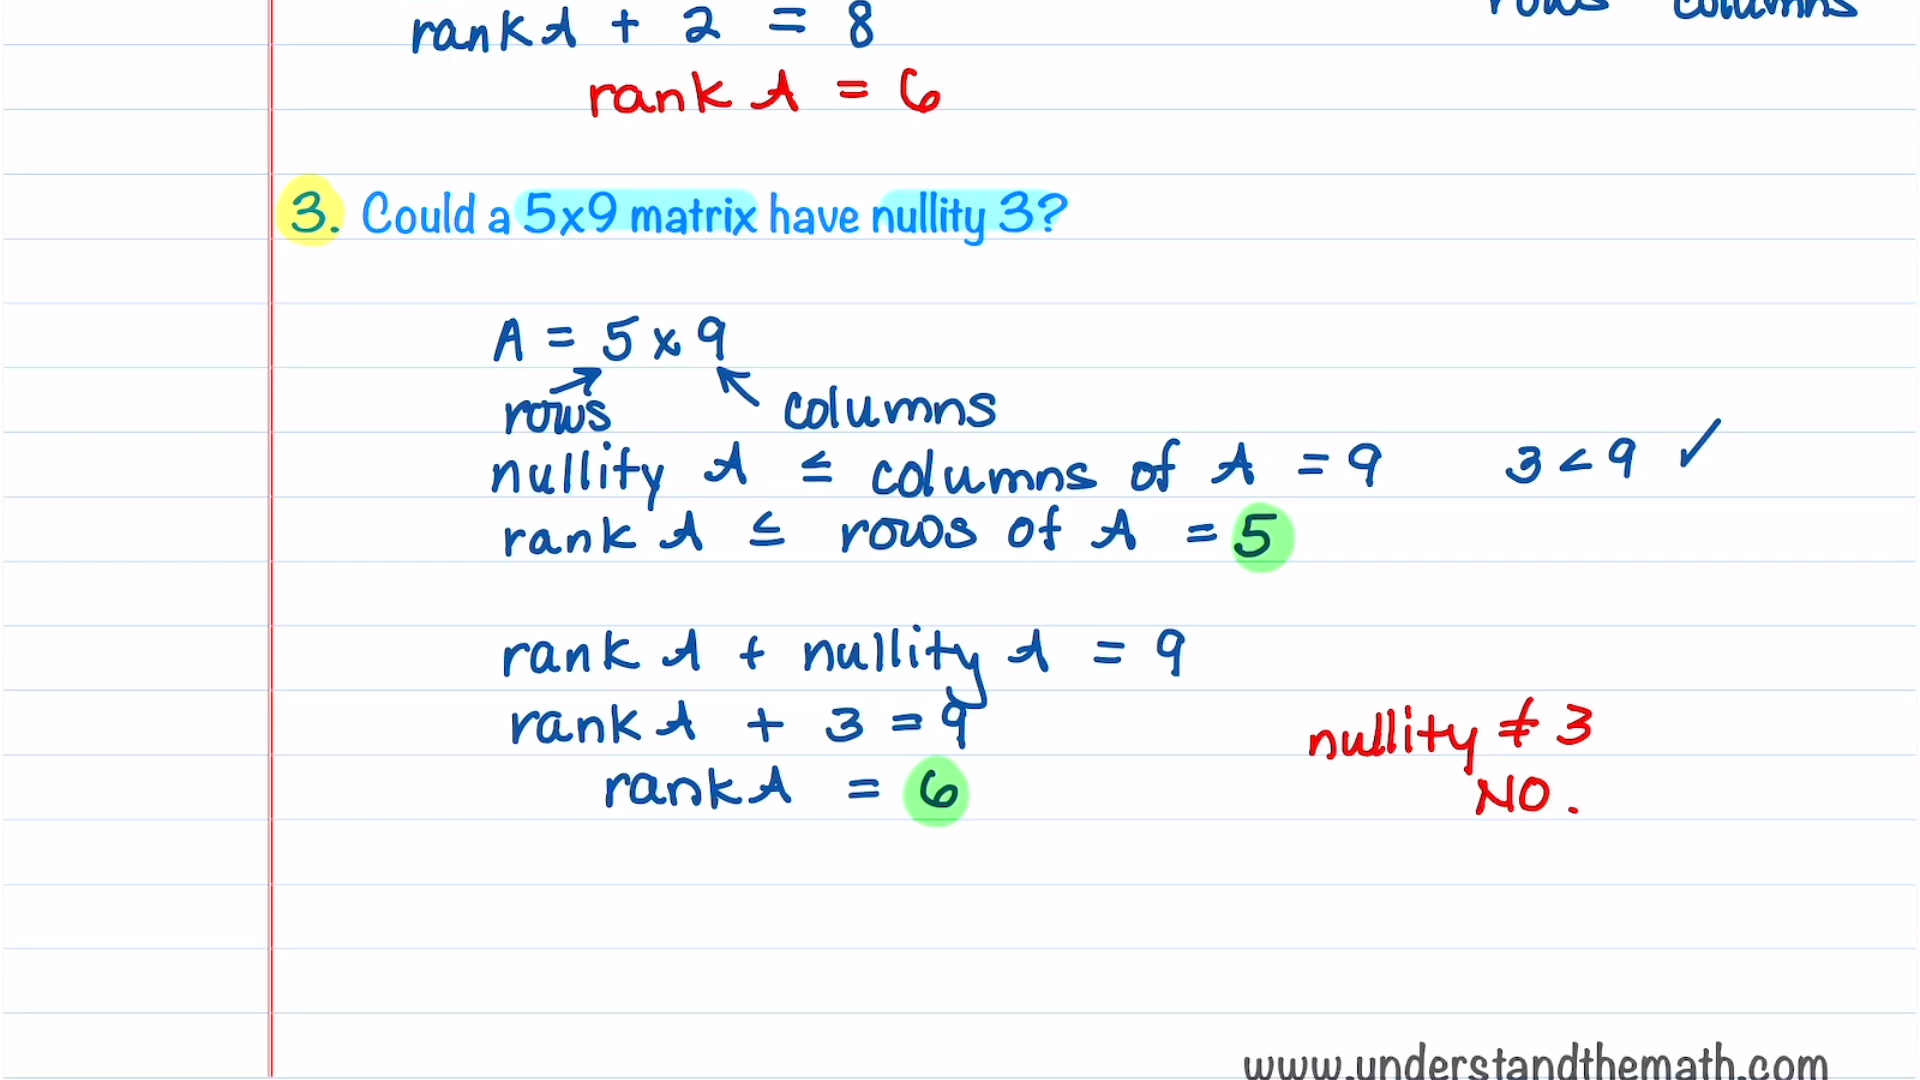 rows columns
rank A + 2 = 8
rank A = 6
3. Could a 5x9 matrix have nullity 3?
A = 5 x 9
rows columns
nullity A ≤ columns of A = 9 3 < 9 ✓
rank A ≤ rows of A = 5
rank A + nullity A = 9
rank A + 3 = 9
nullity ≠ 3
rank A = 6
NO.
www.understandthemath.com